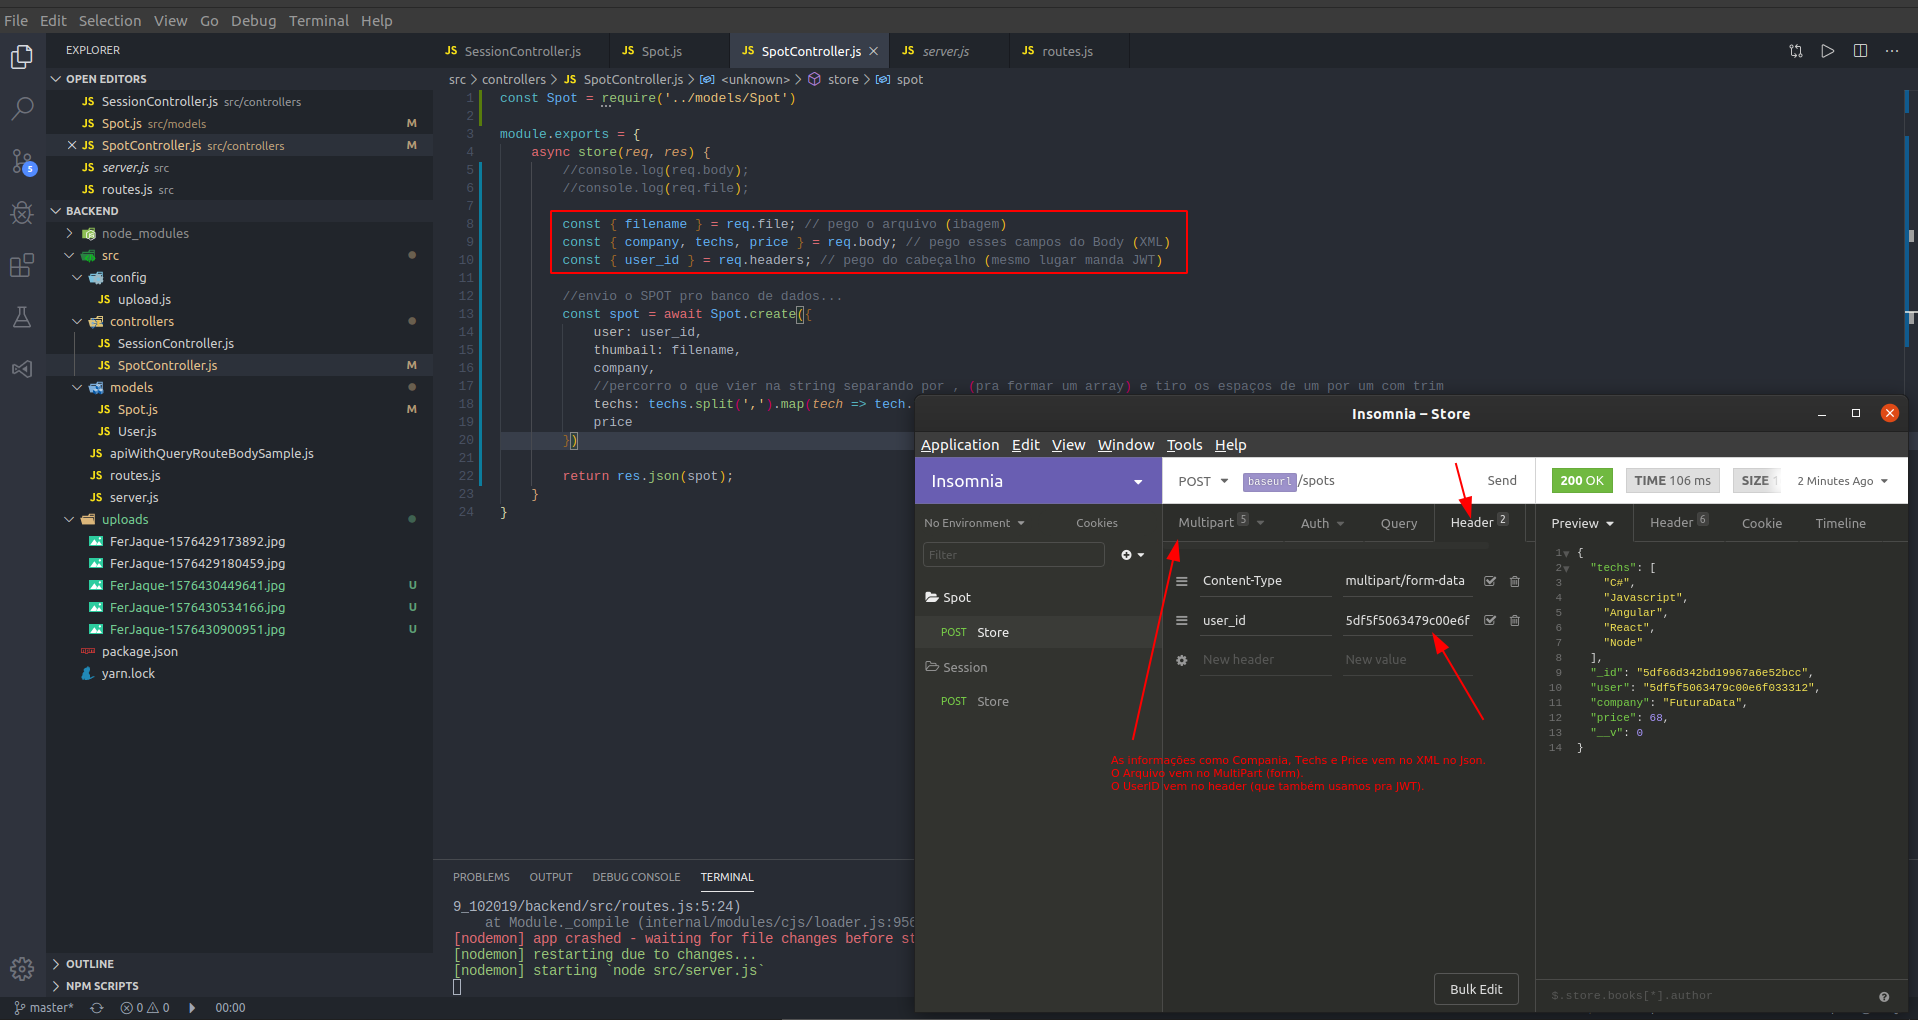 File Edit Selection View Go Debug Terminal Help
EXPLORER
OPEN EDITORS
JS SessionController.js src/controllers
JS Spot.js src/models M
JS SpotController.js src/controllers M
JS server.js src
JS routes.js src
5
BACKEND
node_modules
src
config
JS upload.js
controllers
JS SessionController.js
JS SpotController.js M
models
JS Spot.js M
JS User.js
JS apiWithQueryRouteBodySample.js
JS routes.js
JS server.js
uploads
FerJaque-1576429173892.jpg
FerJaque-1576429180459.jpg
FerJaque-1576430449641.jpg U
FerJaque-1576430534166.jpg U
FerJaque-1576430900951.jpg U
package.json
yarn.lock
OUTLINE
NPM SCRIPTS
JS SessionController.js JS Spot.js JS SpotController.js JS server.js JS routes.js
src > controllers > JS SpotController.js > <unknown> > store > spot
1 const Spot = require('../models/Spot')
2
3 module.exports = {
4 async store(req, res) {
5 //console.log(req.body);
6 //console.log(req.file);
7
8 const { filename } = req.file; // pego o arquivo (ibagem)
9 const { company, techs, price } = req.body; // pego esses campos do Body (XML)
10 const { user_id } = req.headers; // pego do cabeçalho (mesmo lugar manda JWT)
11
12 //envio o SPOT pro banco de dados...
13 const spot = await Spot.create({
14 user: user_id,
15 thumbail: filename,
16 company,
17 //percorro o que vier na string separando por , (pra formar um array) e tiro os espaços de um por um com trim
18 techs: techs.split(',').map(tech => tech.
19 price
20 })
21
22 return res.json(spot);
23 }
24 }
PROBLEMS OUTPUT DEBUG CONSOLE TERMINAL
9_102019/backend/src/routes.js:5:24)
at Module._compile (internal/modules/cjs/loader.js:956
[nodemon] app crashed - waiting for file changes before st
[nodemon] restarting due to changes...
[nodemon] starting `node src/server.js`
master* 0 0 00:00
Insomnia – Store
Application Edit View Window Tools Help
Insomnia
POST baseurl /spots Send
200 OK TIME 106 ms SIZE 2 Minutes Ago
No Environment Cookies
Filter
Spot
POST Store
Session
POST Store
Multipart 5 Auth Query Header 2
Content-Type multipart/form-data
user_id 5df5f5063479c00e6f
New header New value
As informações como Compania, Techs e Price vem no XML no Json.
O Arquivo vem no MultiPart (form).
O UserID vem no header (que também usamos pra JWT).
Bulk Edit
Preview Header 6 Cookie Timeline
1 {
2 "techs": [
3 "C#",
4 "Javascript",
5 "Angular",
6 "React",
7 "Node"
8 ],
9 "_id": "5df66d342bd19967a6e52bcc",
10 "user": "5df5f5063479c00e6f033312",
11 "company": "FuturaData",
12 "price": 68,
13 "__v": 0
14 }
$.store.books[*].author